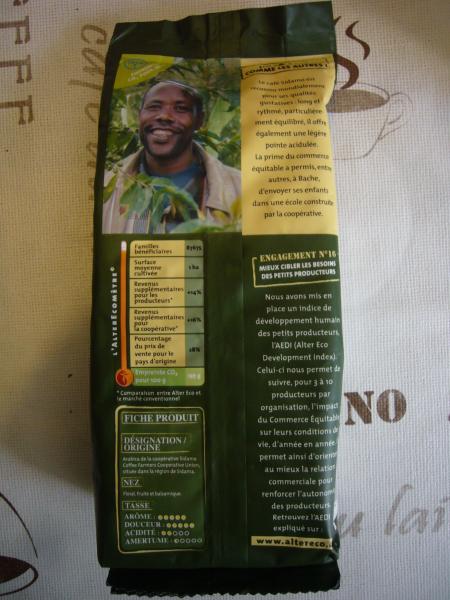 COMME LES AUTRES !
Le café Sidamo est
reconnu mondialement
pour ses qualités
gustatives : long et
rythmé, particulière
ment équilibré, il offre
également une légère
pointe acidulée.
La prime du commerce
équitable a permis, entre
autres, à Bache,
d'envoyer ses enfants
dans une école construite
par la coopérative.
L'ALTERECOMÈTRE®
Familles
bénéficiaires 87675
Surface
moyenne
cultivée 1 ha
Revenus
supplémentaires
pour les
producteurs* +14%
Revenus
supplémentaires
pour
la coopérative* +16%
Pourcentage
du prix de
vente pour le
pays d'origine 18%
Empreinte CO2
pour 100 g
* Comparaison entre Alter Eco et
le marché conventionnel
FICHE PRODUIT
DÉSIGNATION /
ORIGINE
Arabica de la coopérative Sidama
Coffee Farmers Cooperative Union,
située dans la région de Sidama.
NEZ
Floral, fruité et balsamique.
TASSE
ARÔME :
DOUCEUR :
ACIDITÉ :
AMERTUME :
ENGAGEMENT N°16
MIEUX CIBLER LES BESOINS
DES PETITS PRODUCTEURS
Nous avons mis en
place un indice de
développement humain
des petits producteurs,
l'AEDI (Alter Eco
Development Index).
Celui-ci nous permet de
suivre, pour 3 à 10
producteurs par
organisation, l'impact
du Commerce Équitable
sur leurs conditions de
vie, d'année en année,
permet ainsi d'orienter
au mieux la relation
commerciale pour
renforcer l'autonomie
des producteurs.
Retrouvez l'AEDI
expliqué sur :
www.altereco.
NO
café
au lait